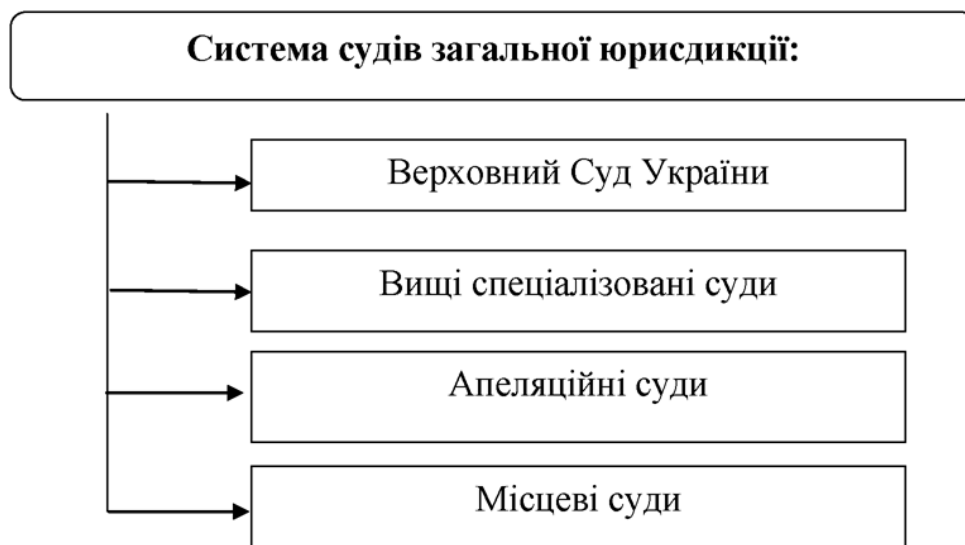 Система судів загальної юрисдикції:
Верховний Суд України
Вищі спеціалізовані суди
Апеляційні суди
Місцеві суди